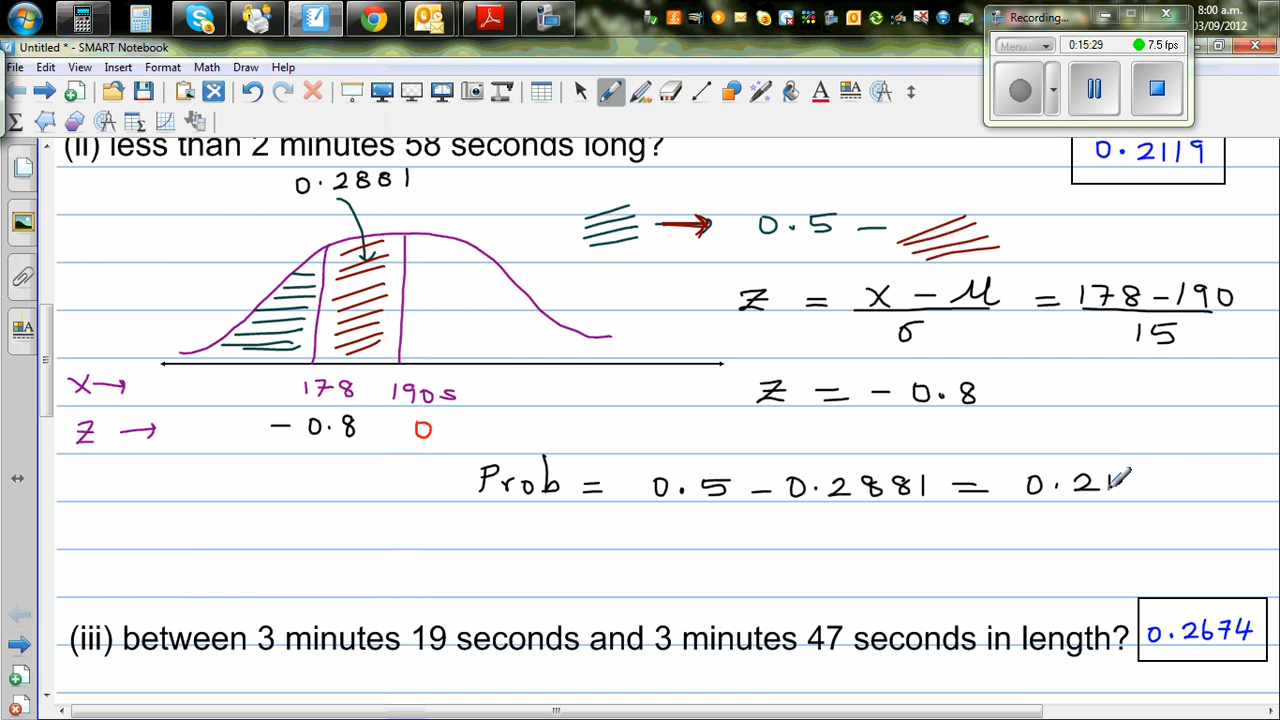 8:00 a.m.
03/09/2012
Recording...
Menu
0:15:29
7.5 fps
Untitled * - SMART Notebook
File Edit View Insert Format Math Draw Help
(ii) less than 2 minutes 58 seconds long?
0.2119
0.2881
→ 0.5 –
Z = x – μ / σ = 178 – 190 / 15
X → 178 190s
Z = – 0.8
Z → – 0.8 0
Prob = 0.5 – 0.2881 = 0.21
(iii) between 3 minutes 19 seconds and 3 minutes 47 seconds in length?
0.2674